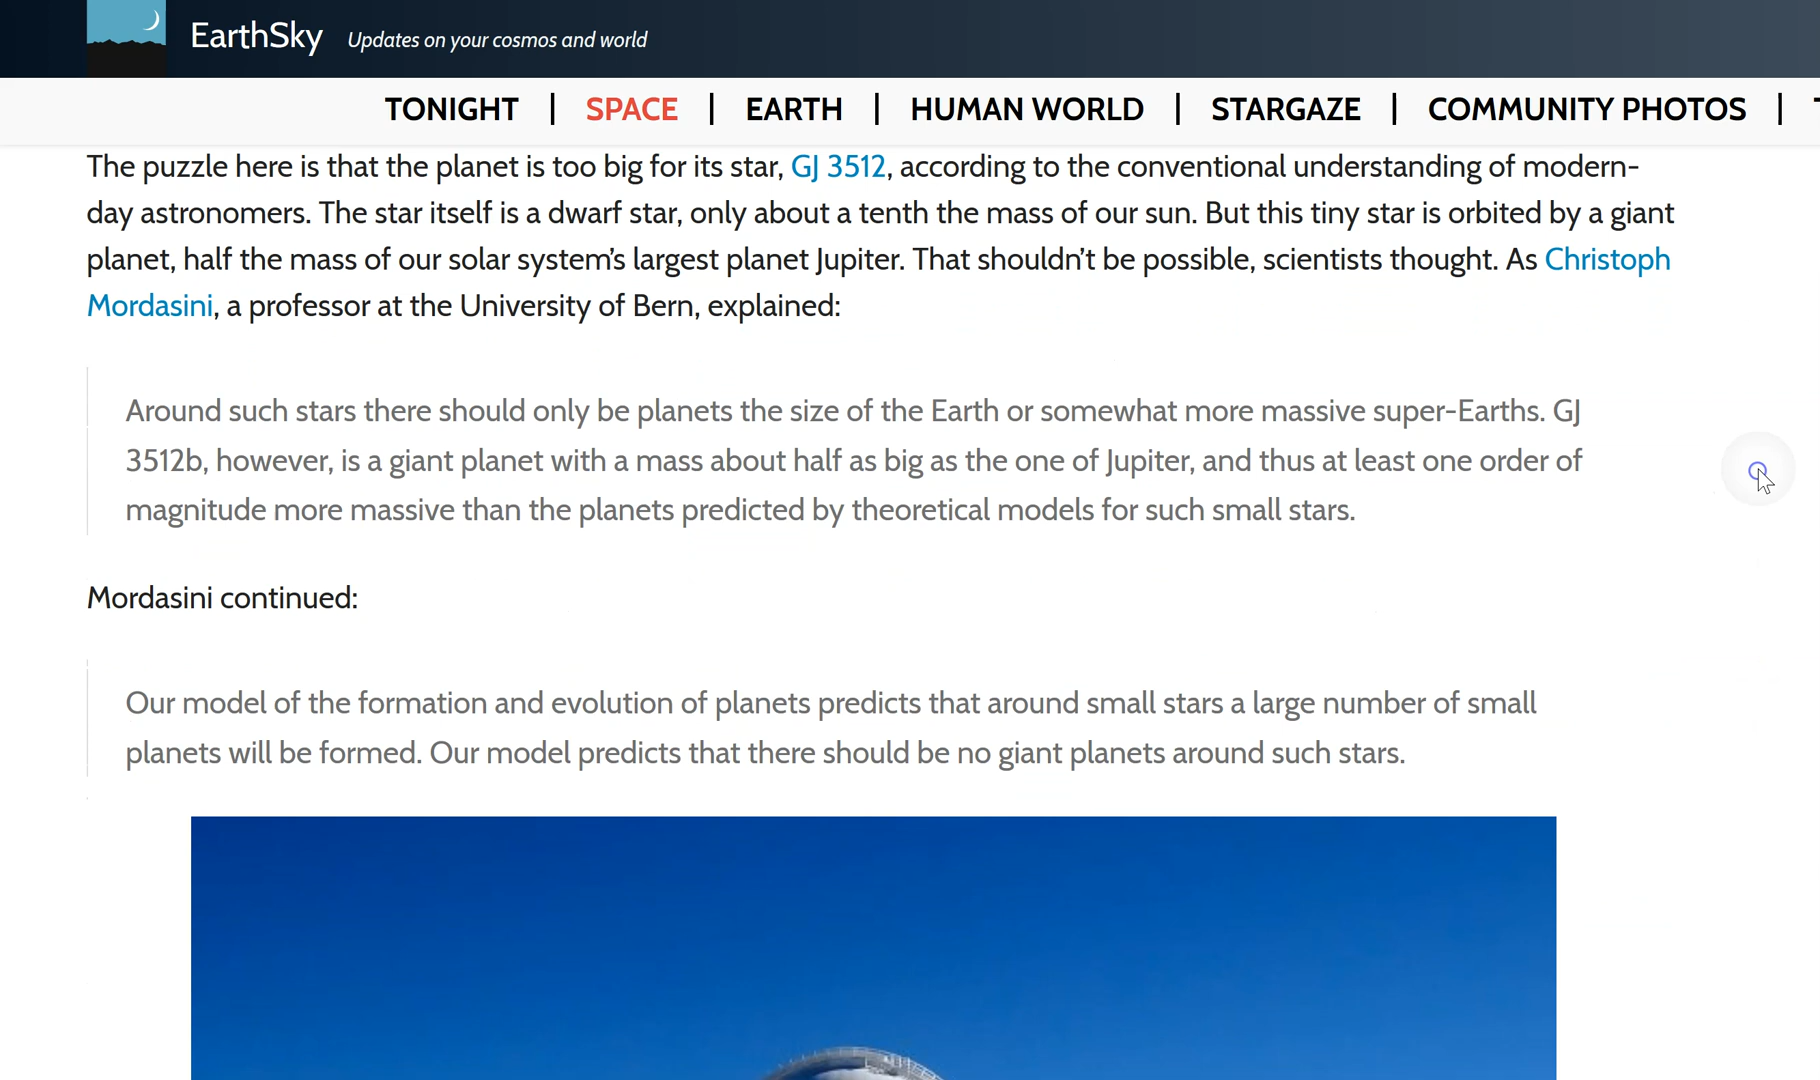 EarthSky Updates on your cosmos and world
TONIGHT | SPACE | EARTH | HUMAN WORLD | STARGAZE | COMMUNITY PHOTOS |
The puzzle here is that the planet is too big for its star, GJ 3512, according to the conventional understanding of modern-
day astronomers. The star itself is a dwarf star, only about a tenth the mass of our sun. But this tiny star is orbited by a giant
planet, half the mass of our solar system’s largest planet Jupiter. That shouldn’t be possible, scientists thought. As Christoph
Mordasini, a professor at the University of Bern, explained:
Around such stars there should only be planets the size of the Earth or somewhat more massive super-Earths. GJ
3512b, however, is a giant planet with a mass about half as big as the one of Jupiter, and thus at least one order of
magnitude more massive than the planets predicted by theoretical models for such small stars.
Mordasini continued:
Our model of the formation and evolution of planets predicts that around small stars a large number of small
planets will be formed. Our model predicts that there should be no giant planets around such stars.